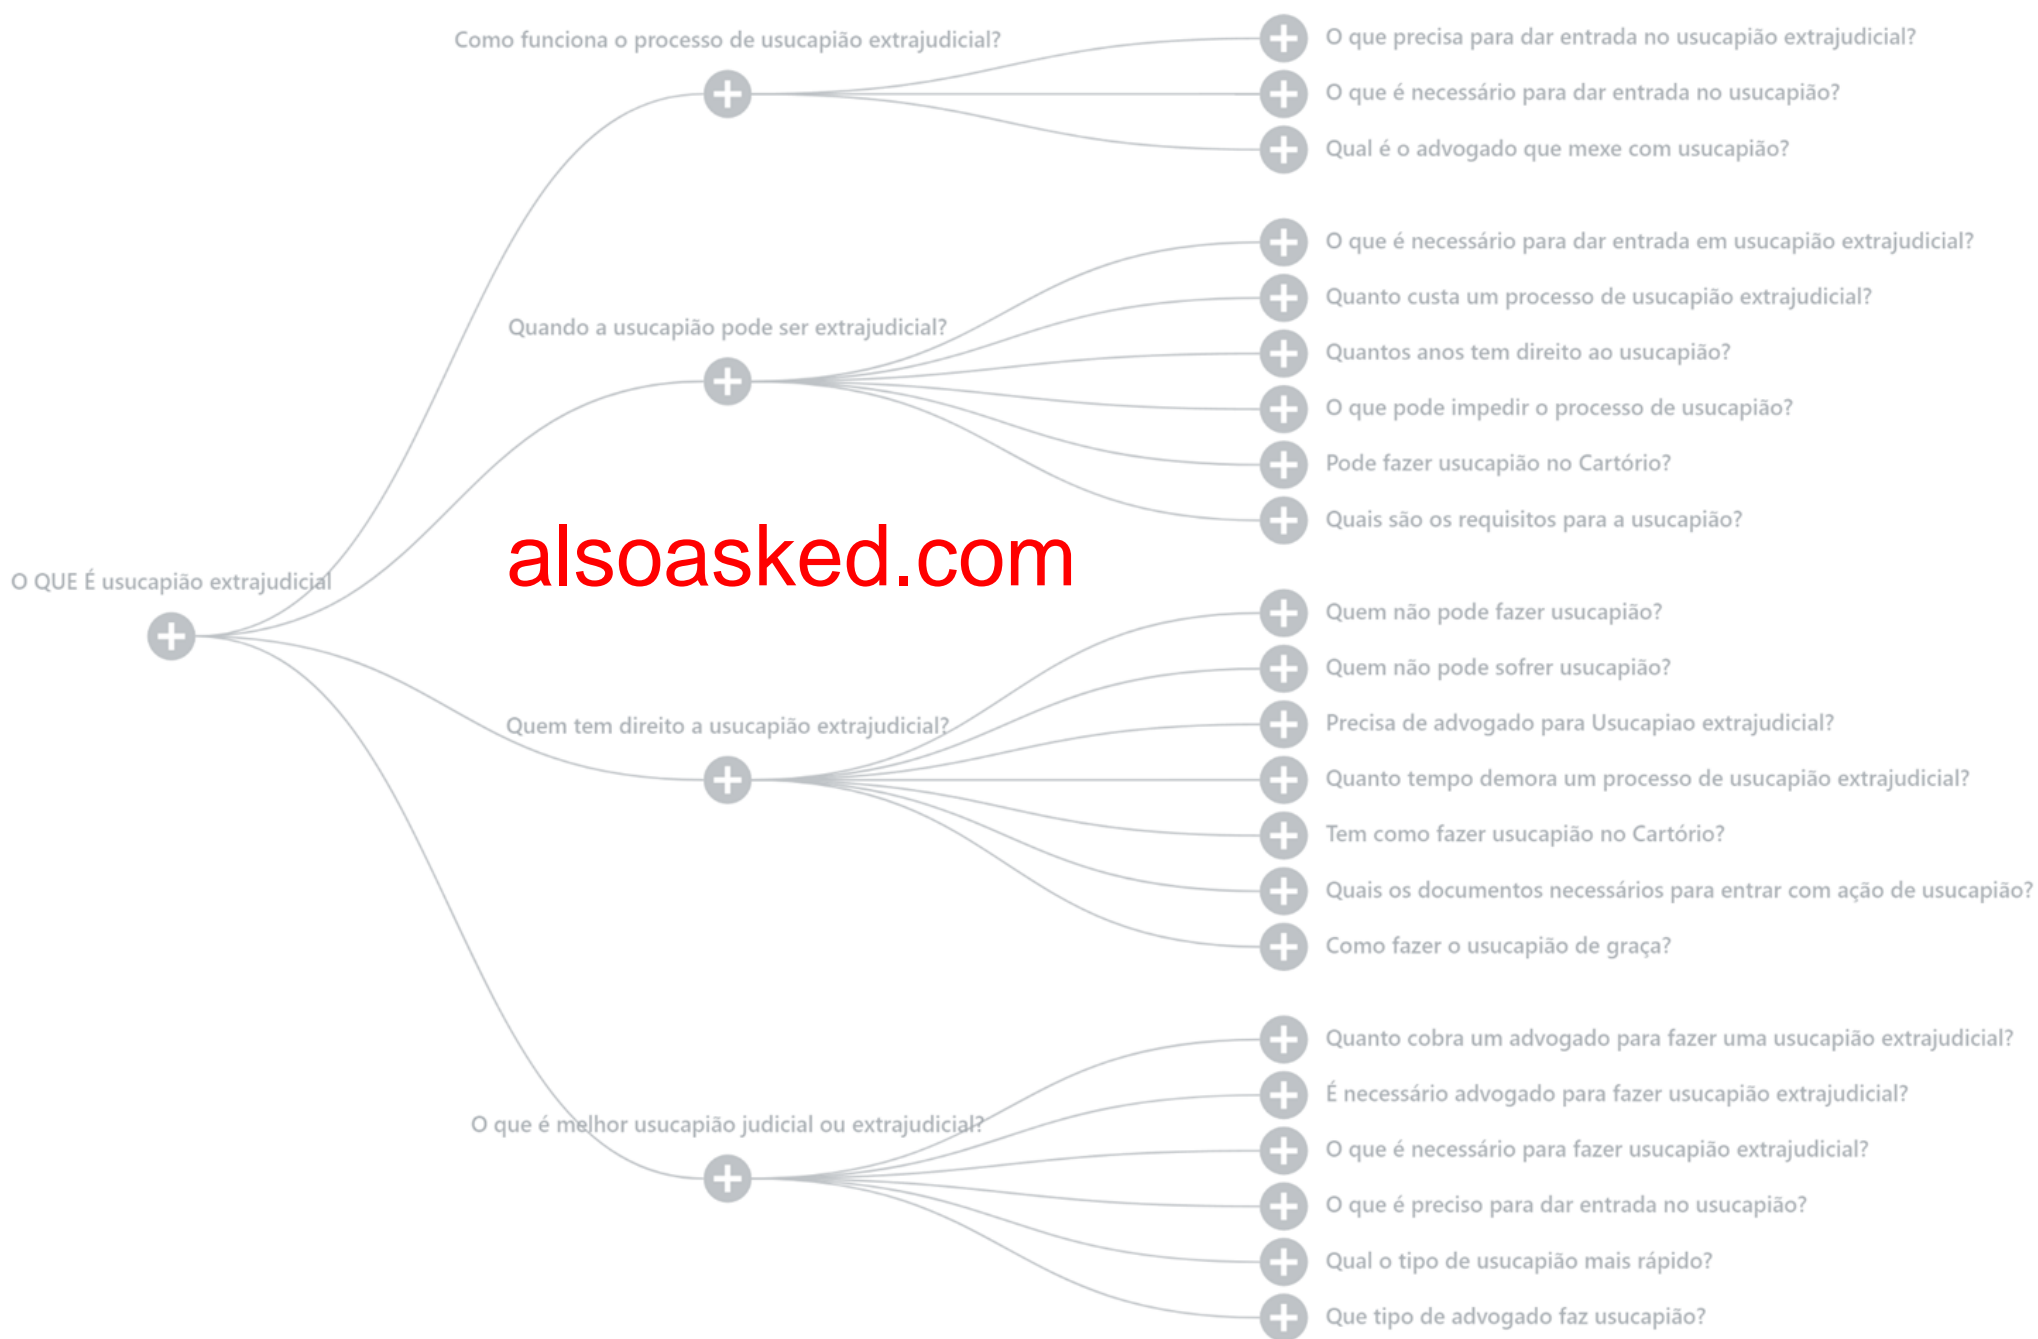 O QUE É usucapião extrajudicial
Como funciona o processo de usucapião extrajudicial?
O que precisa para dar entrada no usucapião extrajudicial?
O que é necessário para dar entrada no usucapião?
Qual é o advogado que mexe com usucapião?
Quando a usucapião pode ser extrajudicial?
O que é necessário para dar entrada em usucapião extrajudicial?
Quanto custa um processo de usucapião extrajudicial?
Quantos anos tem direito ao usucapião?
O que pode impedir o processo de usucapião?
Pode fazer usucapião no Cartório?
Quais são os requisitos para a usucapião?
alsoasked.com
Quem tem direito a usucapião extrajudicial?
Quem não pode fazer usucapião?
Quem não pode sofrer usucapião?
Precisa de advogado para Usucapiao extrajudicial?
Quanto tempo demora um processo de usucapião extrajudicial?
Tem como fazer usucapião no Cartório?
Quais os documentos necessários para entrar com ação de usucapião?
Como fazer o usucapião de graça?
O que é melhor usucapião judicial ou extrajudicial?
Quanto cobra um advogado para fazer uma usucapião extrajudicial?
É necessário advogado para fazer usucapião extrajudicial?
O que é necessário para fazer usucapião extrajudicial?
O que é preciso para dar entrada no usucapião?
Qual o tipo de usucapião mais rápido?
Que tipo de advogado faz usucapião?